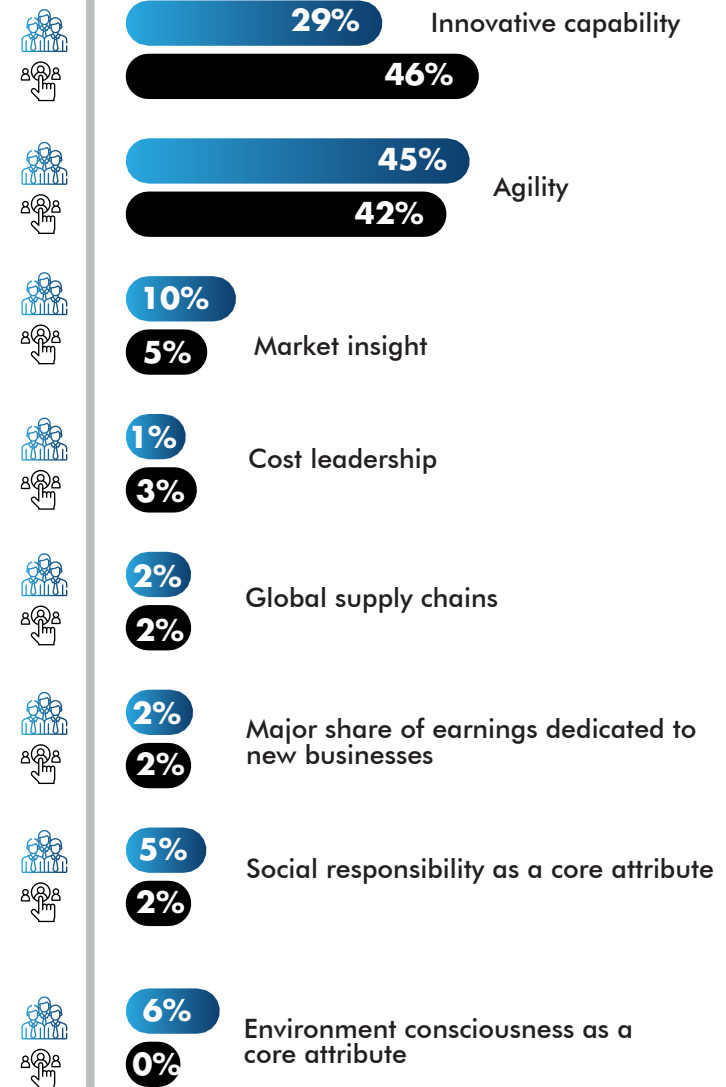 29%
Innovative capability
46%
45%
Agility
42%
10%
5%
Market insight
1%
Cost leadership
3%
2%
Global supply chains
2%
2%
Major share of earnings dedicated to
new businesses
2%
5%
Social responsibility as a core attribute
2%
6%
Environment consciousness as a
core attribute
0%